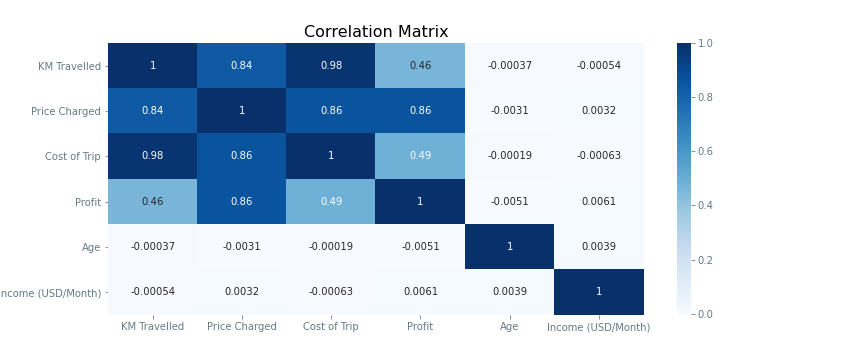 Correlation Matrix
KM Travelled 1 0.84 0.98 0.46 -0.00037 -0.00054
Price Charged 0.84 1 0.86 0.86 -0.0031 0.0032
Cost of Trip 0.98 0.86 1 0.49 -0.00019 -0.00063
Profit 0.46 0.86 0.49 1 -0.0051 0.0061
Age -0.00037 -0.0031 -0.00019 -0.0051 1 0.0039
ncome (USD/Month) -0.00054 0.0032 -0.00063 0.0061 0.0039 1
KM Travelled Price Charged Cost of Trip Profit Age Income (USD/Month)
1.0
0.8
0.6
0.4
0.2
0.0